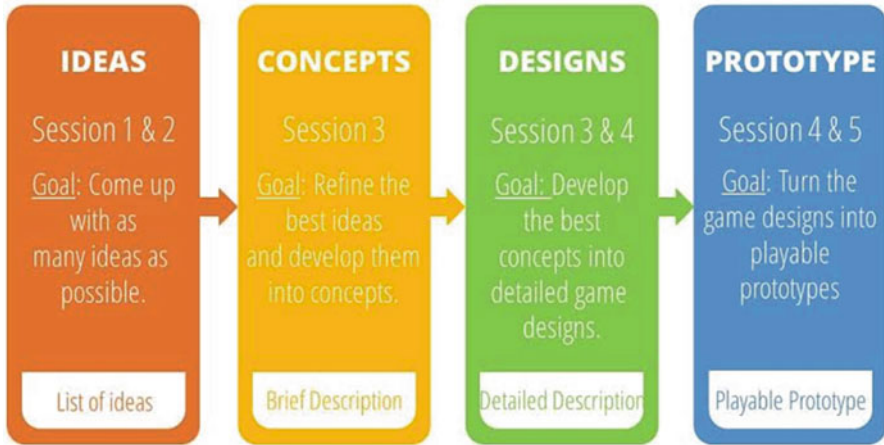 IDEAS
Session 1 & 2
Goal: Come up
with as
many ideas as
possible.
List of ideas
CONCEPTS
Session 3
Goal: Refine the
best ideas
and develop them
into concepts.
Brief Description
DESIGNS
Session 3 & 4
Goal: Develop
the best
concepts into
detailed game
designs.
Detailed Description
PROTOTYPE
Session 4 & 5
Goal: Turn the
game designs into
playable
prototypes
Playable Prototype